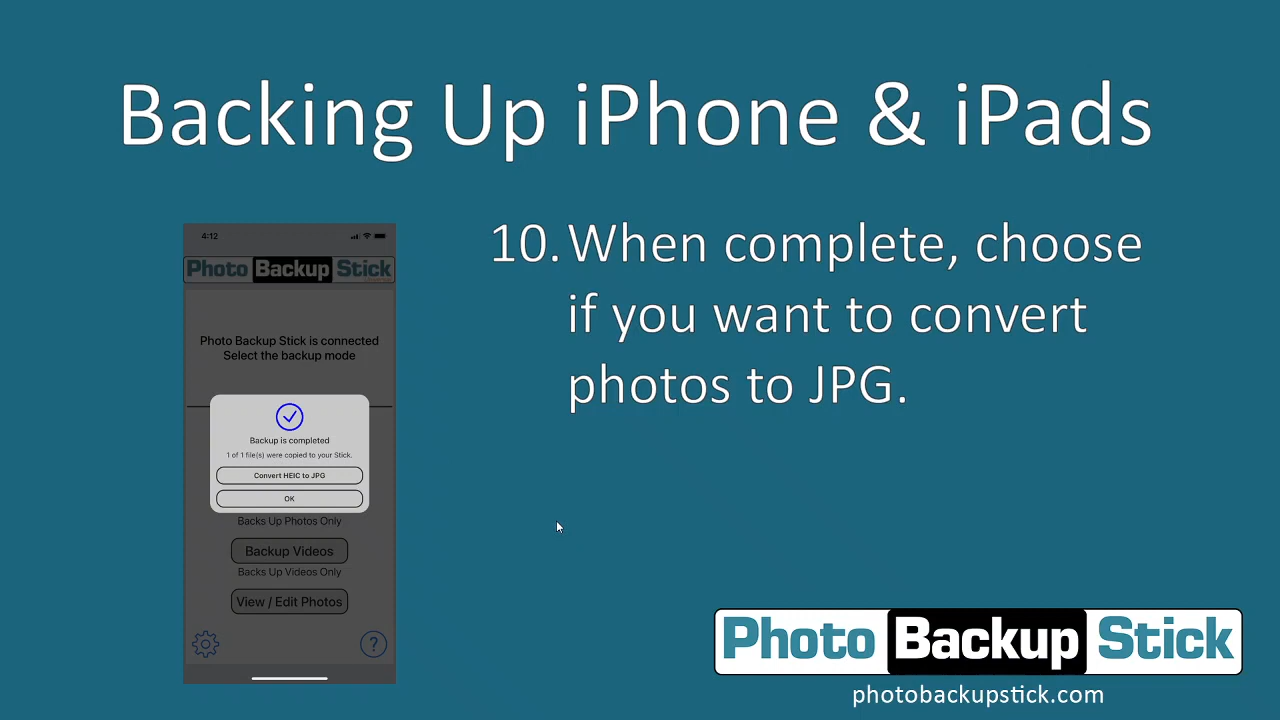 Backing Up iPhone & iPads
4:12
Photo Backup Stick
Photo Backup Stick is connected
Select the backup mode
Backup is completed
1 of 1 file(s) were copied to your Stick.
Convert HEIC to JPG
OK
Backs Up Photos Only
Backup Videos
Backs Up Videos Only
View / Edit Photos
?
10. When complete, choose
if you want to convert
photos to JPG.
Photo Backup Stick
photobackupstick.com